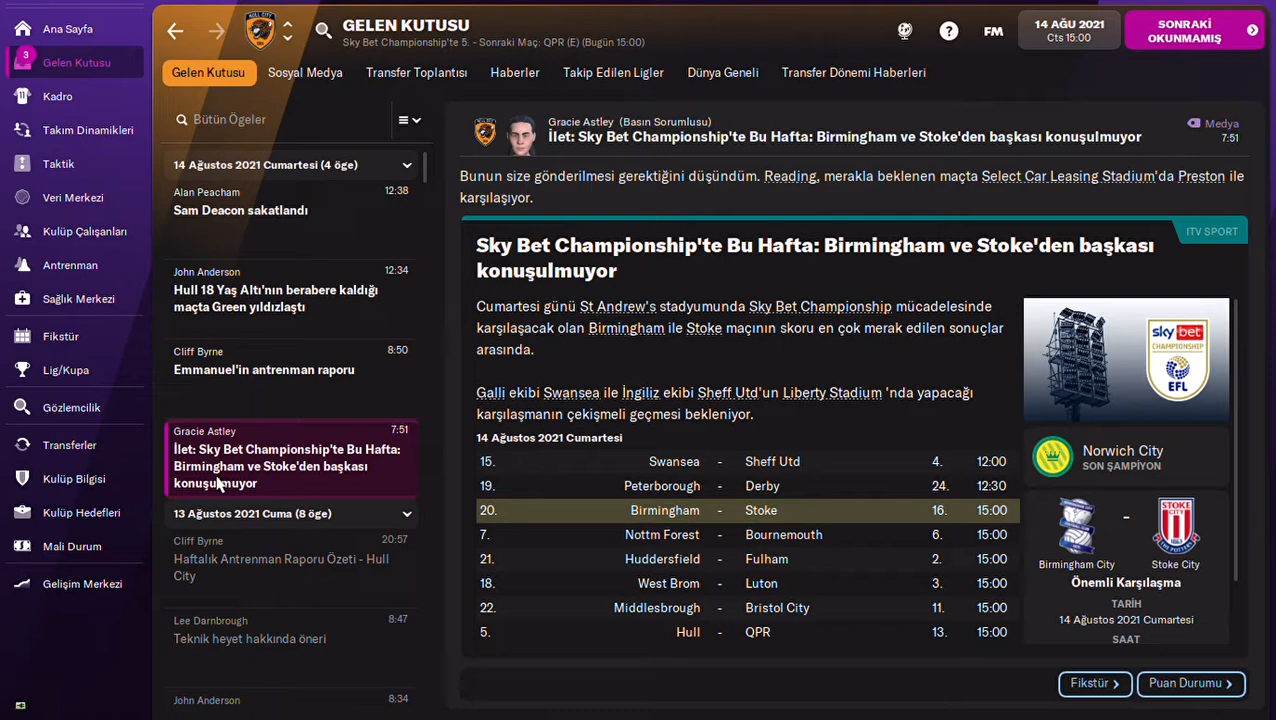 Ana Sayfa
3
Gelen Kutusu
Kadro
Takım Dinamikleri
Taktik
Veri Merkezi
Kulüp Çalışanları
Antrenman
Sağlık Merkezi
Fikstür
Lig/Kupa
Gözlemcilik
Transferler
Kulüp Bilgisi
Kulüp Hedefleri
Mali Durum
Gelişim Merkezi
GELEN KUTUSU
Sky Bet Championship'te 5. - Sonraki Maç: QPR (E) (Bugün 15:00)
FM
14 AĞU 2021
Cts 15:00
SONRAKİ
OKUNMAMIŞ
Gelen Kutusu Sosyal Medya Transfer Toplantısı Haberler Takip Edilen Ligler Dünya Geneli Transfer Dönemi Haberleri
Bütün Ögeler
14 Ağustos 2021 Cumartesi (4 öge)
Alan Peacham 12:38
Sam Deacon sakatlandı
John Anderson 12:34
Hull 18 Yaş Altı'nın berabere kaldığı
maçta Green yıldızlaştı
Cliff Byrne 8:50
Emmanuel'in antrenman raporu
Gracie Astley 7:51
İlet: Sky Bet Championship'te Bu Hafta:
Birmingham ve Stoke'den başkası
konuşulmuyor
13 Ağustos 2021 Cuma (8 öge)
Cliff Byrne 20:57
Haftalık Antrenman Raporu Özeti - Hull
City
Lee Darnbrough 8:47
Teknik heyet hakkında öneri
John Anderson 8:34
Gracie Astley (Basın Sorumlusu)
İlet: Sky Bet Championship'te Bu Hafta: Birmingham ve Stoke'den başkası konuşulmuyor
Medya
7:51
Bunun size gönderilmesi gerektiğini düşündüm. Reading, merakla beklenen maçta Select Car Leasing Stadium'da Preston ile
karşılaşıyor.
ITV SPORT
Sky Bet Championship'te Bu Hafta: Birmingham ve Stoke'den başkası
konuşulmuyor
Cumartesi günü St Andrew's stadyumunda Sky Bet Championship mücadelesinde
karşılaşacak olan Birmingham ile Stoke maçının skoru en çok merak edilen sonuçlar
arasında.
Galli ekibi Swansea ile İngiliz ekibi Sheff Utd'un Liberty Stadium 'nda yapacağı
karşılaşmanın çekişmeli geçmesi bekleniyor.
14 Ağustos 2021 Cumartesi
15. Swansea - Sheff Utd 4. 12:00
19. Peterborough - Derby 24. 12:30
20. Birmingham - Stoke 16. 15:00
7. Nottm Forest - Bournemouth 6. 15:00
21. Huddersfield - Fulham 2. 15:00
18. West Brom - Luton 3. 15:00
22. Middlesbrough - Bristol City 11. 15:00
5. Hull - QPR 13. 15:00
sky bet
CHAMPIONSHIP
EFL
Norwich City
SON ŞAMPİYON
-
Birmingham City Stoke City
Önemli Karşılaşma
TARİH
14 Ağustos 2021 Cumartesi
SAAT
Fikstür
Puan Durumu